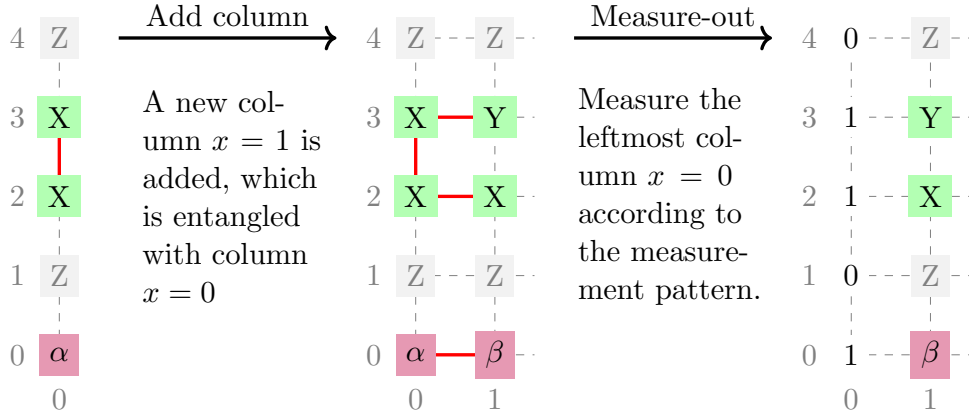 Add column
Measure-out
4 Z
4 Z Z
4 0 Z
3 X
3 X Y
3 1 Y
2 X
2 X X
2 1 X
1 Z
1 Z Z
1 0 Z
0 α
0 α β
0 1 β
0
0 1
0 1
A new col-
umn x = 1 is
added, which
is entangled
with column
x = 0
Measure the
leftmost col-
umn x = 0
according to
the measure-
ment pattern.